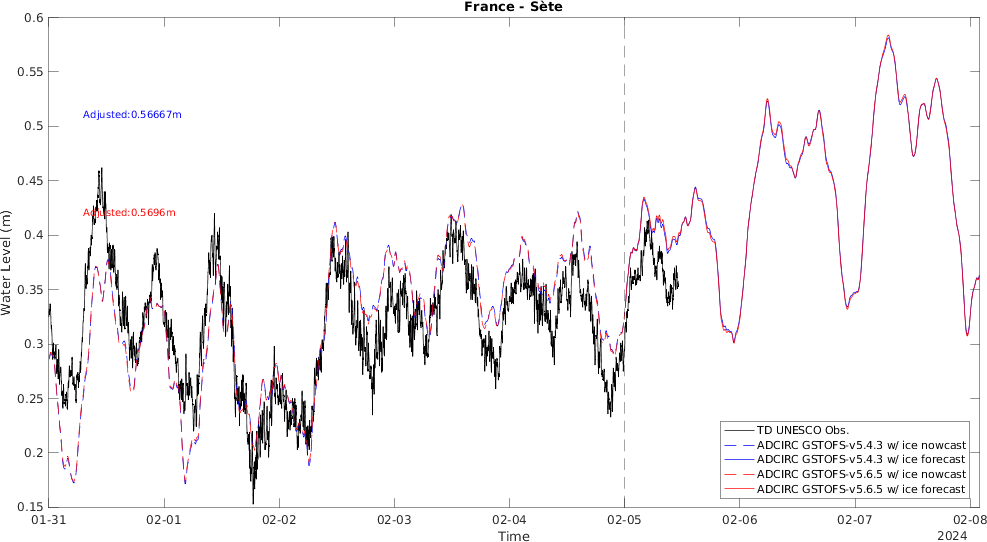 France - Sète
0.6
0.55
0.5
0.45
0.4
0.35
0.3
0.25
0.2
0.15
Water Level (m)
Adjusted:0.56667m
Adjusted:0.5696m
TD UNESCO Obs.
ADCIRC GSTOFS-v5.4.3 w/ ice nowcast
ADCIRC GSTOFS-v5.4.3 w/ ice forecast
ADCIRC GSTOFS-v5.6.5 w/ ice nowcast
ADCIRC GSTOFS-v5.6.5 w/ ice forecast
01-31 02-01 02-02 02-03 02-04 02-05 02-06 02-07 02-08
Time
2024